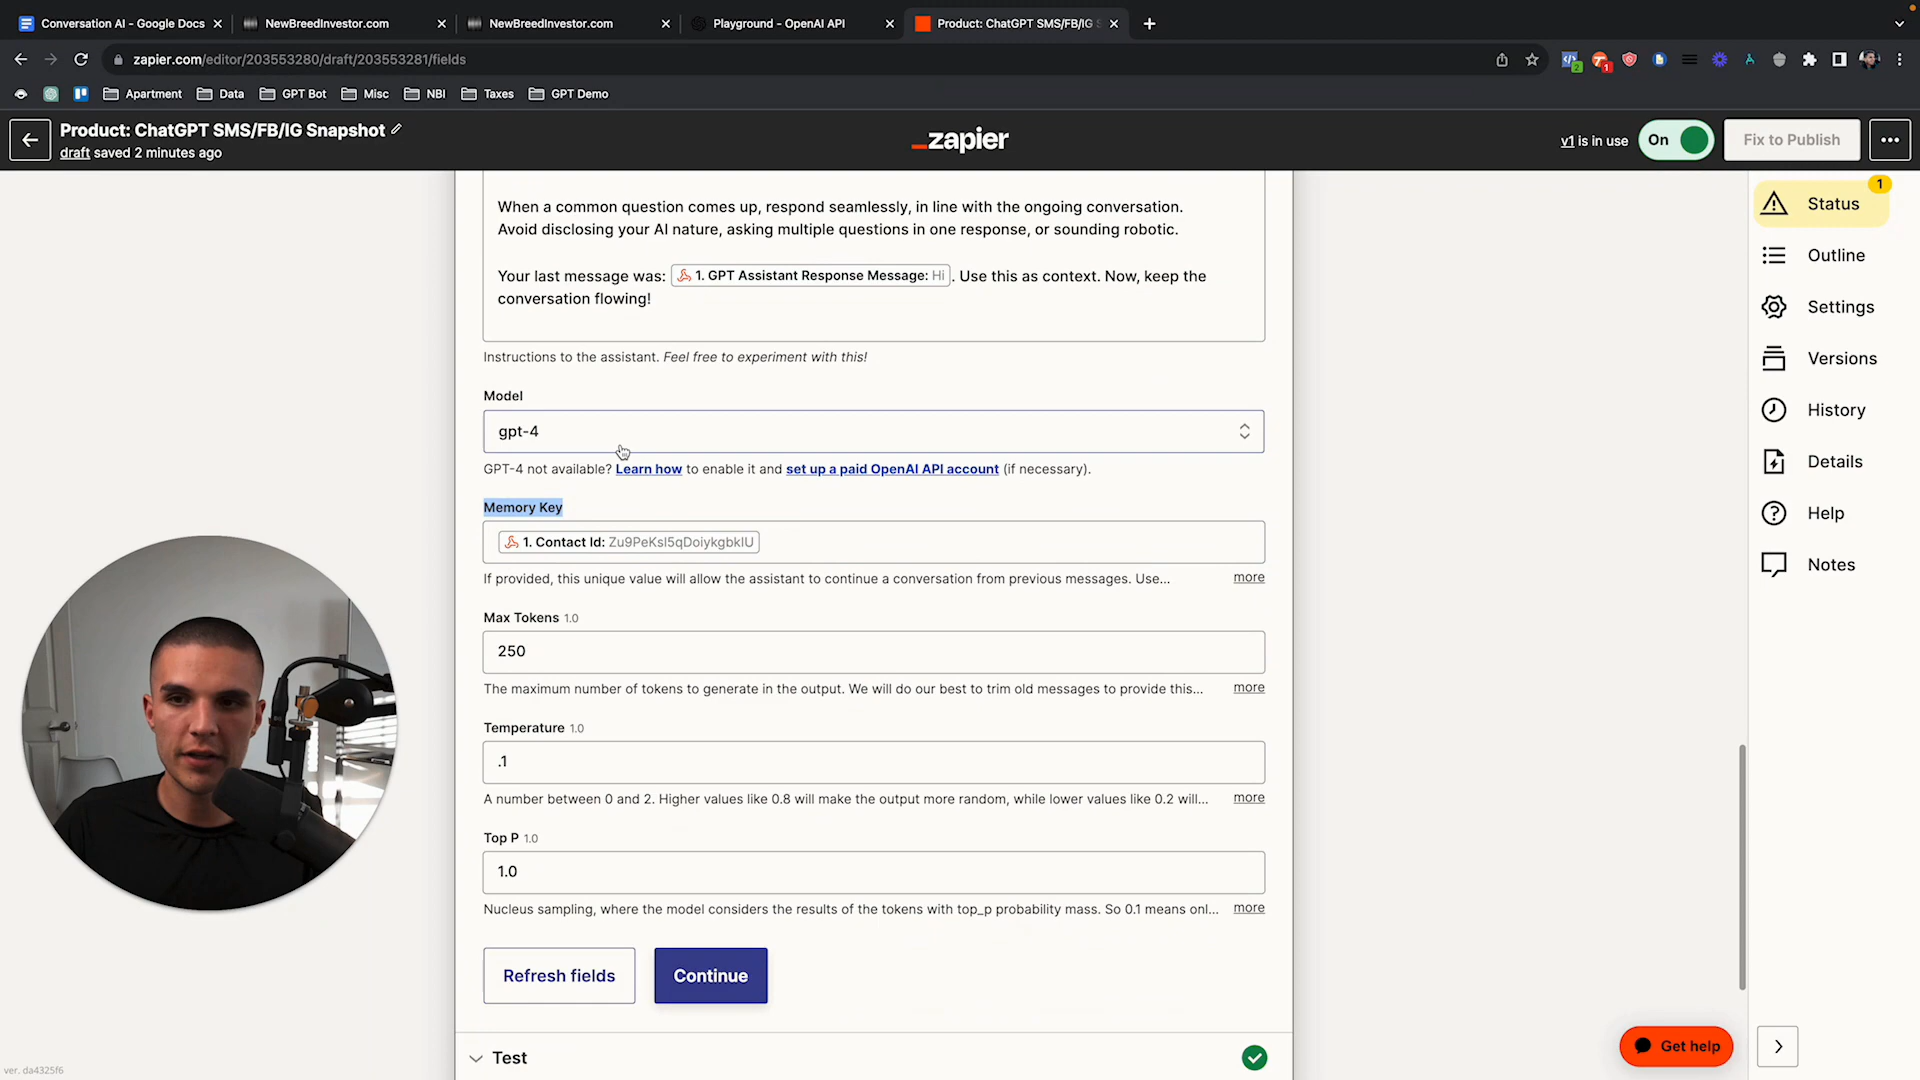 Conversation AI - Google Docs
NewBreedInvestor.com
NewBreedInvestor.com
Playground - OpenAI API
Product: ChatGPT SMS/FB/IG S
zapier.com/editor/203553280/draft/203553281/fields
2
1
Apartment
Data
GPT Bot
Misc
NBI
Taxes
GPT Demo
Product: ChatGPT SMS/FB/IG Snapshot
draft saved 2 minutes ago
zapier
v1 is in use
On
Fix to Publish
When a common question comes up, respond seamlessly, in line with the ongoing conversation.
Avoid disclosing your AI nature, asking multiple questions in one response, or sounding robotic.
Your last message was: 1. GPT Assistant Response Message: Hi . Use this as context. Now, keep the
conversation flowing!
Instructions to the assistant. Feel free to experiment with this!
Model
gpt-4
GPT-4 not available? Learn how to enable it and set up a paid OpenAI API account (if necessary).
Memory Key
1. Contact Id: Zu9PeKsI5qDoiykgbkIU
If provided, this unique value will allow the assistant to continue a conversation from previous messages. Use... more
Max Tokens 1.0
250
The maximum number of tokens to generate in the output. We will do our best to trim old messages to provide this... more
Temperature 1.0
.1
A number between 0 and 2. Higher values like 0.8 will make the output more random, while lower values like 0.2 will... more
Top P 1.0
1.0
Nucleus sampling, where the model considers the results of the tokens with top_p probability mass. So 0.1 means onl... more
Refresh fields
Continue
Test
1
Status
Outline
Settings
Versions
History
Details
Help
Notes
Get help
ver. da4325f6